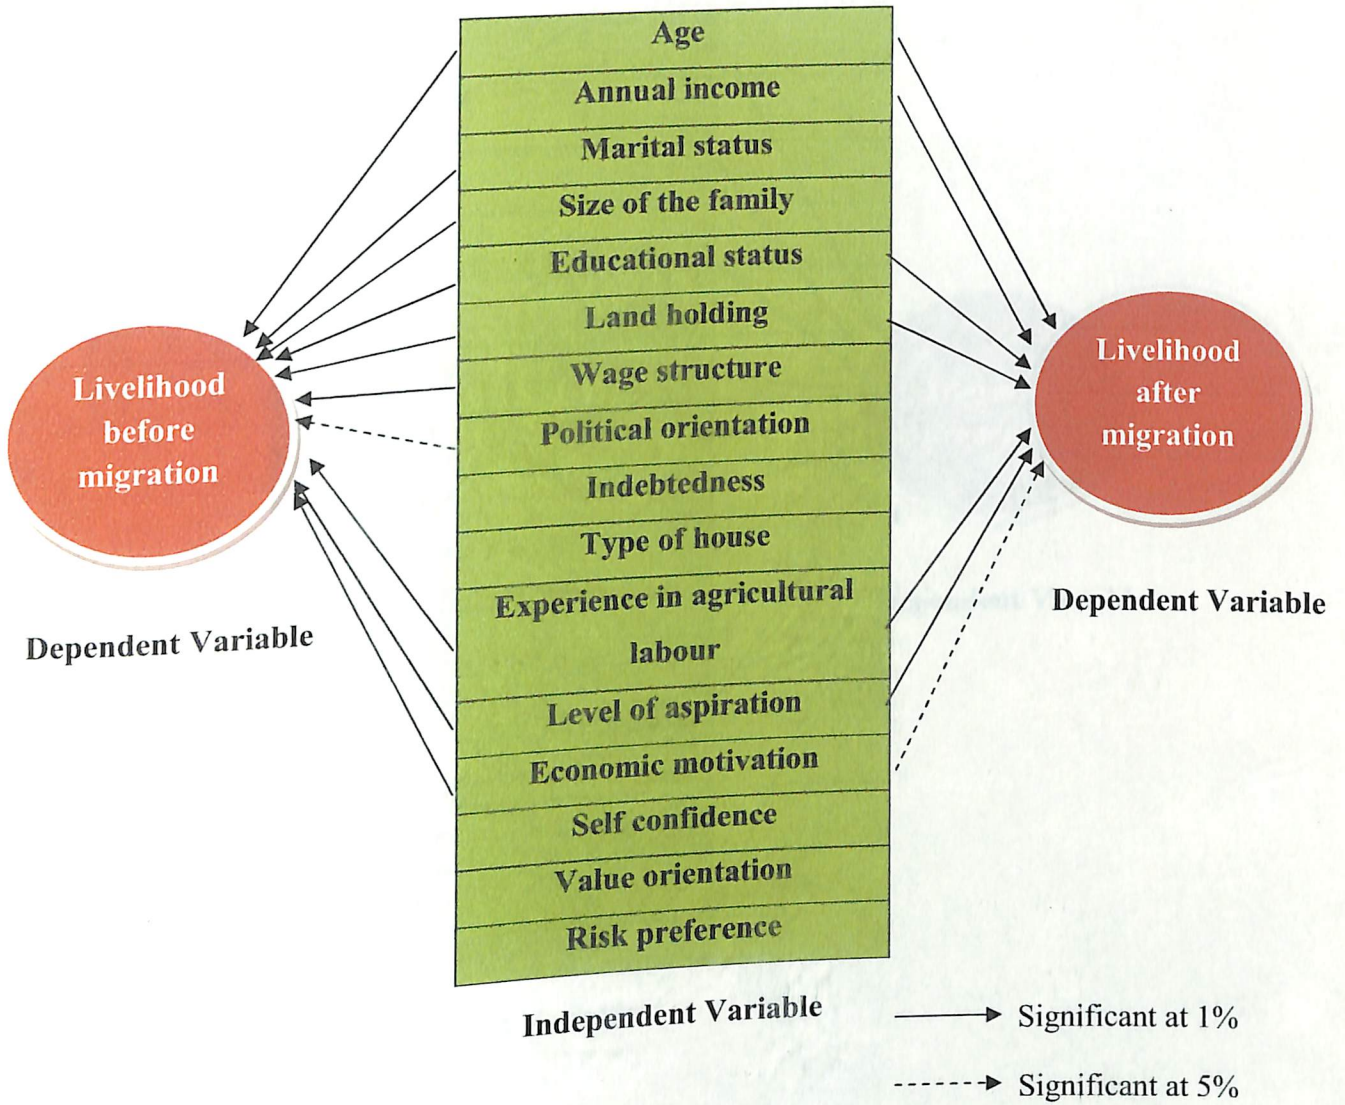 Age
Annual income
Marital status
Size of the family
Educational status
Land holding
Wage structure
Political orientation
Indebtedness
Type of house
Experience in agricultural
labour
Level of aspiration
Economic motivation
Self confidence
Value orientation
Risk preference
Livelihood
before
migration
Dependent Variable
Livelihood
after
migration
Dependent Variable
Independent Variable
Significant at 1%
Significant at 5%